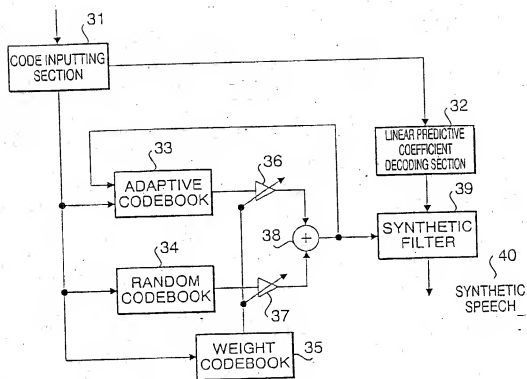 31
CODE INPUTTING
SECTION
32
LINEAR PREDICTIVE
COEFFICIENT
DECODING SECTION
33
ADAPTIVE
CODEBOOK
36
39
38
+
SYNTHETIC
FILTER
34
RANDOM
CODEBOOK
37
40
SYNTHETIC
SPEECH
WEIGHT
CODEBOOK
35